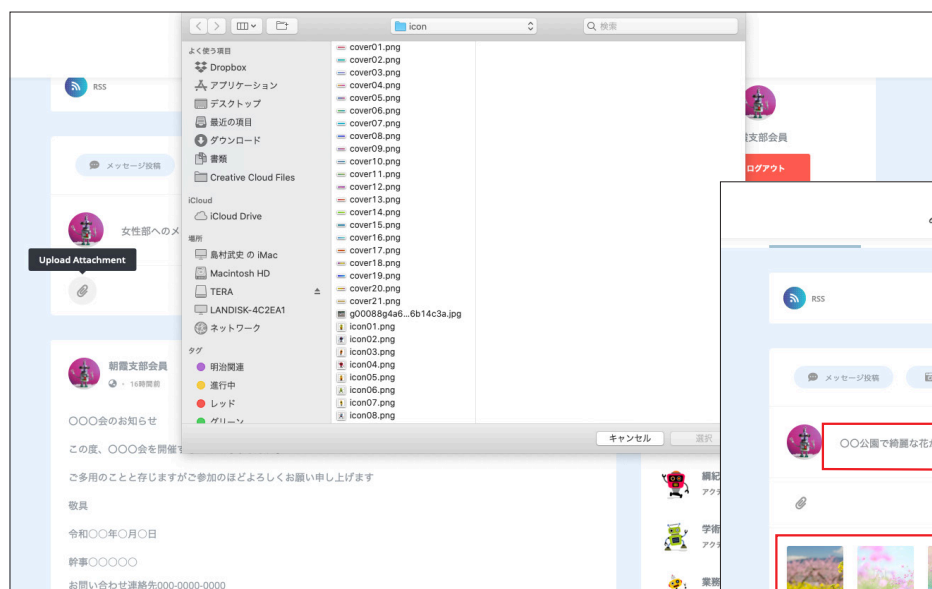 icon
検索
よく使う項目
Dropbox
アプリケーション
デスクトップ
最近の項目
ダウンロード
書類
Creative Cloud Files
iCloud
iCloud Drive
場所
島村武史 の iMac
Macintosh HD
TERA
LANDISK-4C2EA1
ネットワーク
タグ
明治関連
進行中
レッド
グリーン
cover01.png
cover02.png
cover03.png
cover04.png
cover05.png
cover06.png
cover07.png
cover08.png
cover09.png
cover10.png
cover11.png
cover12.png
cover13.png
cover14.png
cover15.png
cover16.png
cover17.png
cover18.png
cover19.png
cover20.png
cover21.png
g00088g4a6...6b14c3a.jpg
icon01.png
icon02.png
icon03.png
icon04.png
icon05.png
icon06.png
icon07.png
icon08.png
キャンセル
選択
RSS
メッセージ投稿
女性部へのメ
Upload Attachment
朝霞支部会員
16時間前
〇〇〇会のお知らせ
この度、〇〇〇会を開催す
ご多用のことと存じますがご参加のほどよろしくお願い申し上げます
敬具
令和〇〇年〇月〇日
幹事〇〇〇〇〇
お問い合わせ連絡先000-0000-0000
霞支部会員
ログアウト
綱紀
アクテ
学術
アクテ
業務
RSS
メッセージ投稿
〇〇公園で綺麗な花が